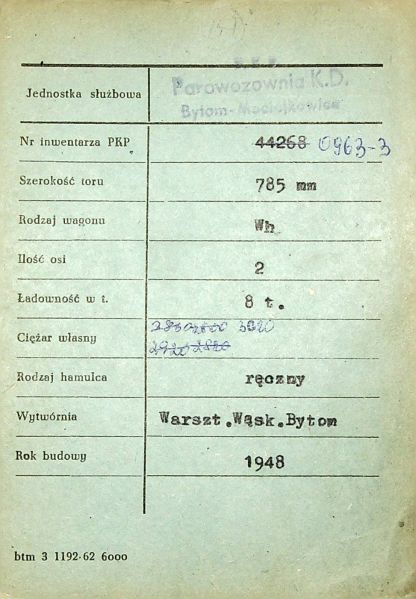 P.K.P.
Parowozownia K.D.
Bytom-Maciejkowice
Jednostka służbowa
Nr inwentarza PKP 44268 0963-3
Szerokość toru 785 mm
Rodzaj wagonu Wh
Ilość osi 2
Ładowność w t. 8 t.
Ciężar własny
Rodzaj hamulca ręczny
Wytwórnia Warszt.Wąsk.Bytom
Rok budowy 1948
btm 3 1192-62 6000